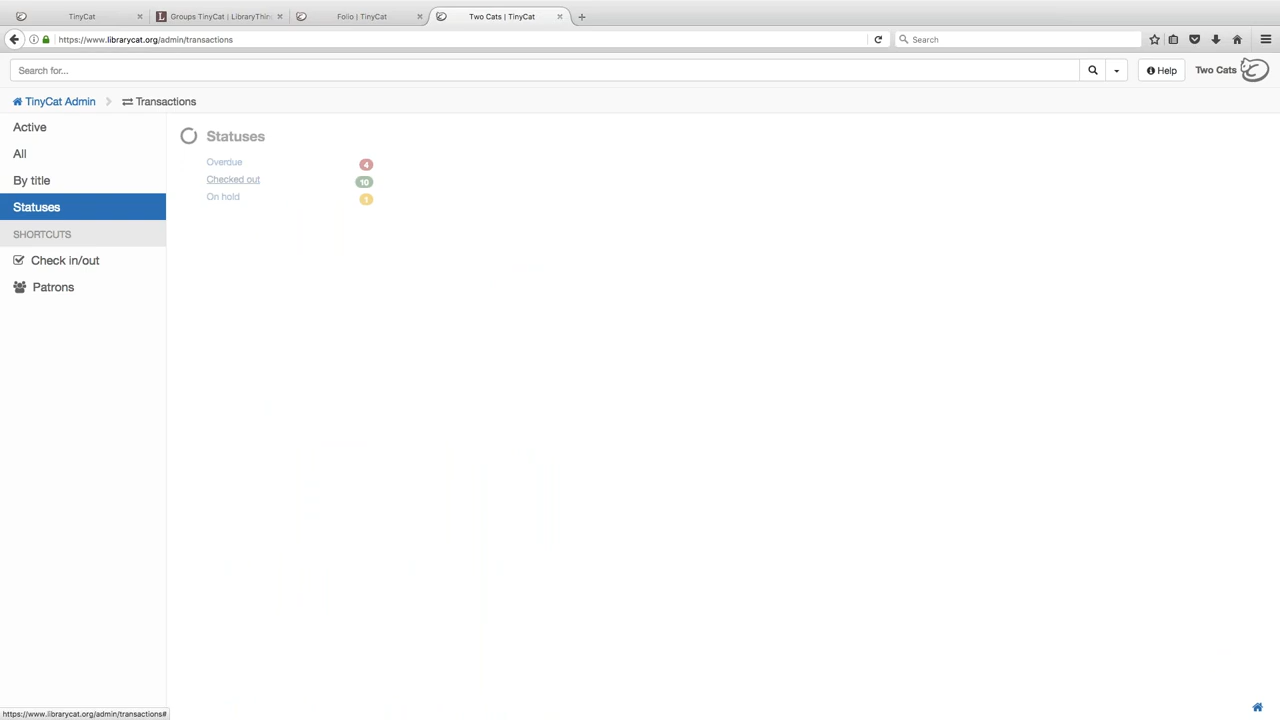 TinyCat
Groups TinyCat | LibraryThin
Folio | TinyCat
Two Cats | TinyCat
https://www.librarycat.org/admin/transactions
Search
Search for...
Help
Two Cats
TinyCat Admin
Transactions
Active
All
By title
Statuses
SHORTCUTS
Check in/out
Patrons
Statuses
Overdue 4
Checked out 10
On hold 1
https://www.librarycat.org/admin/transactions#